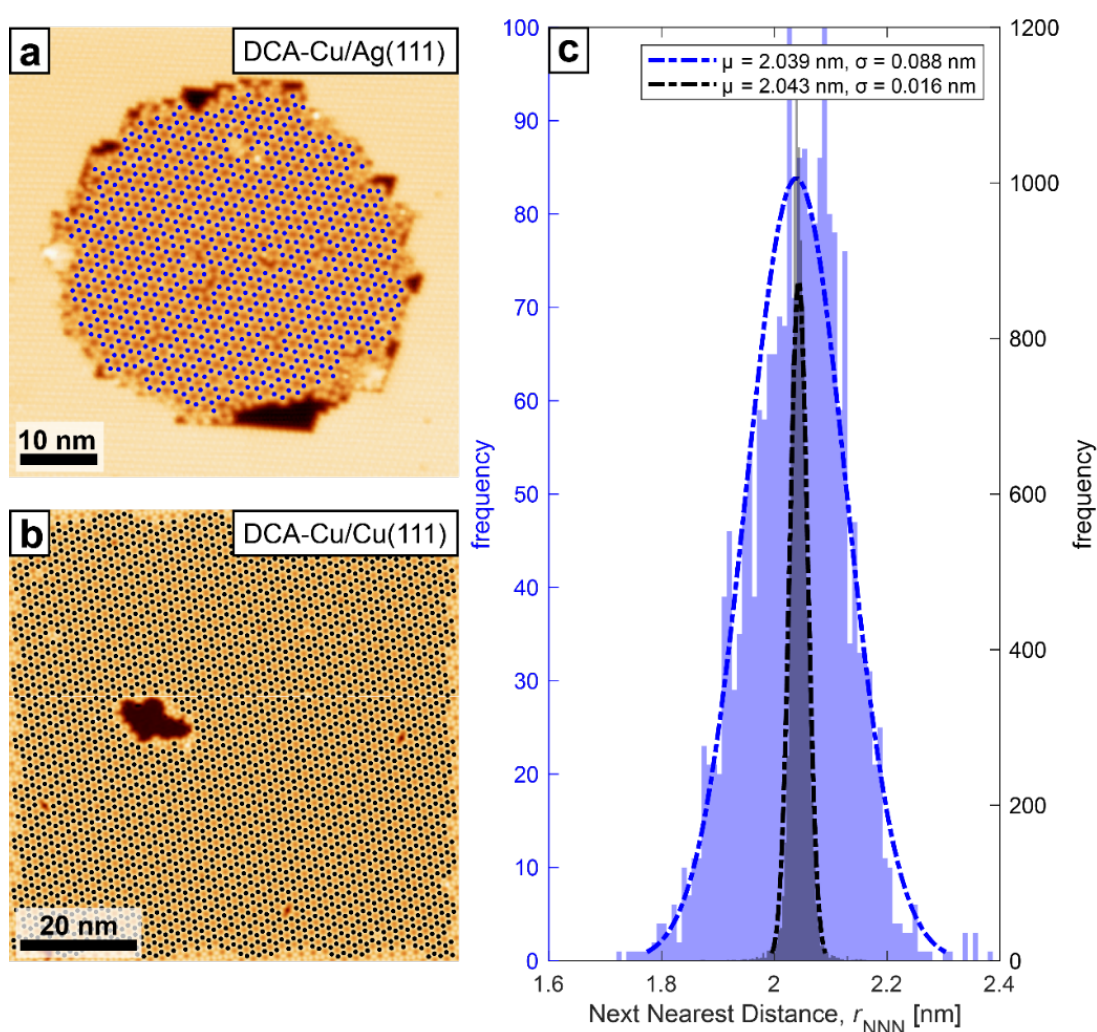 a
DCA-Cu/Ag(111)
10 nm
b
DCA-Cu/Cu(111)
20 nm
c
μ = 2.039 nm, σ = 0.088 nm
μ = 2.043 nm, σ = 0.016 nm
100
90
80
70
60
50
40
30
20
10
0
frequency
1200
1000
800
600
400
200
0
frequency
1.6 1.8 2 2.2 2.4
Next Nearest Distance, rNNN [nm]